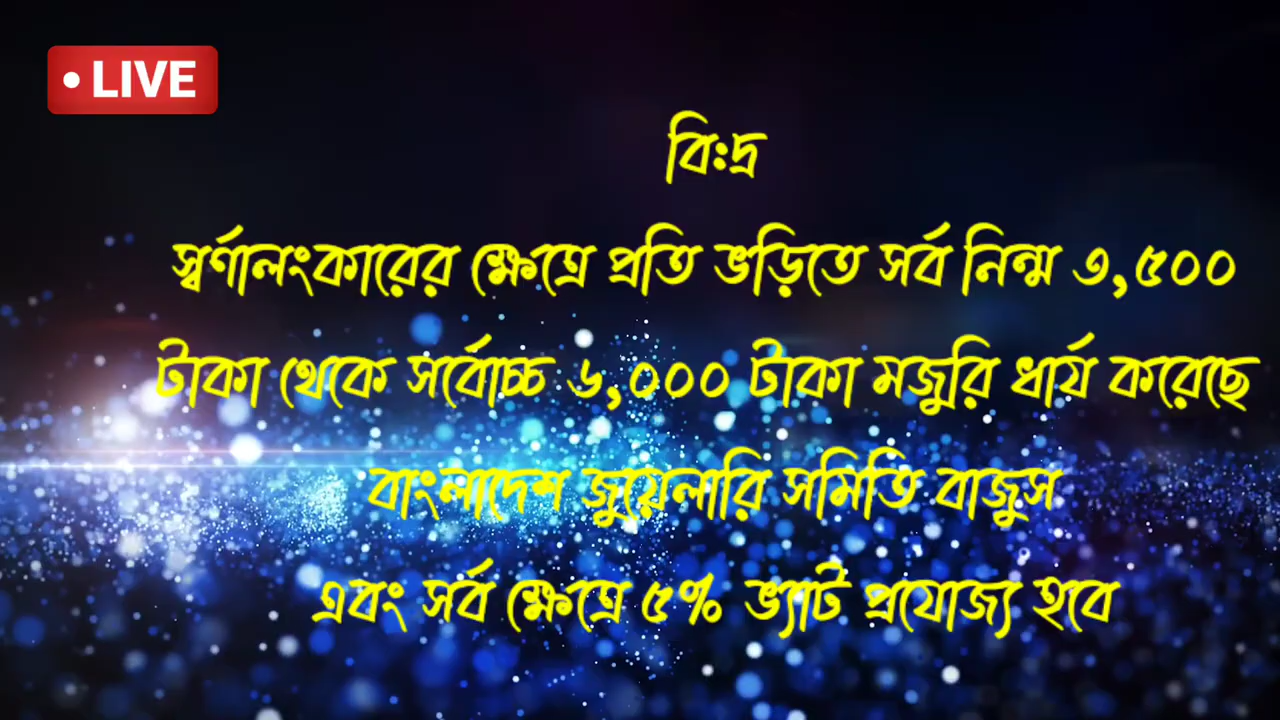 LIVE
বিঃদ্র
স্বর্ণালংকারের ক্ষেত্রে প্রতি ভড়িতে সর্ব নিন্ম ৩,৫০০
টাকা থেকে সর্বোচ্চ ৬,০০০ টাকা মজুরি ধার্য করেছে
বাংলাদেশ জুয়েলারি সমিতি বাজুস
এবং সর্ব ক্ষেত্রে ৫% ভ্যাট প্রযোজ্য হবে